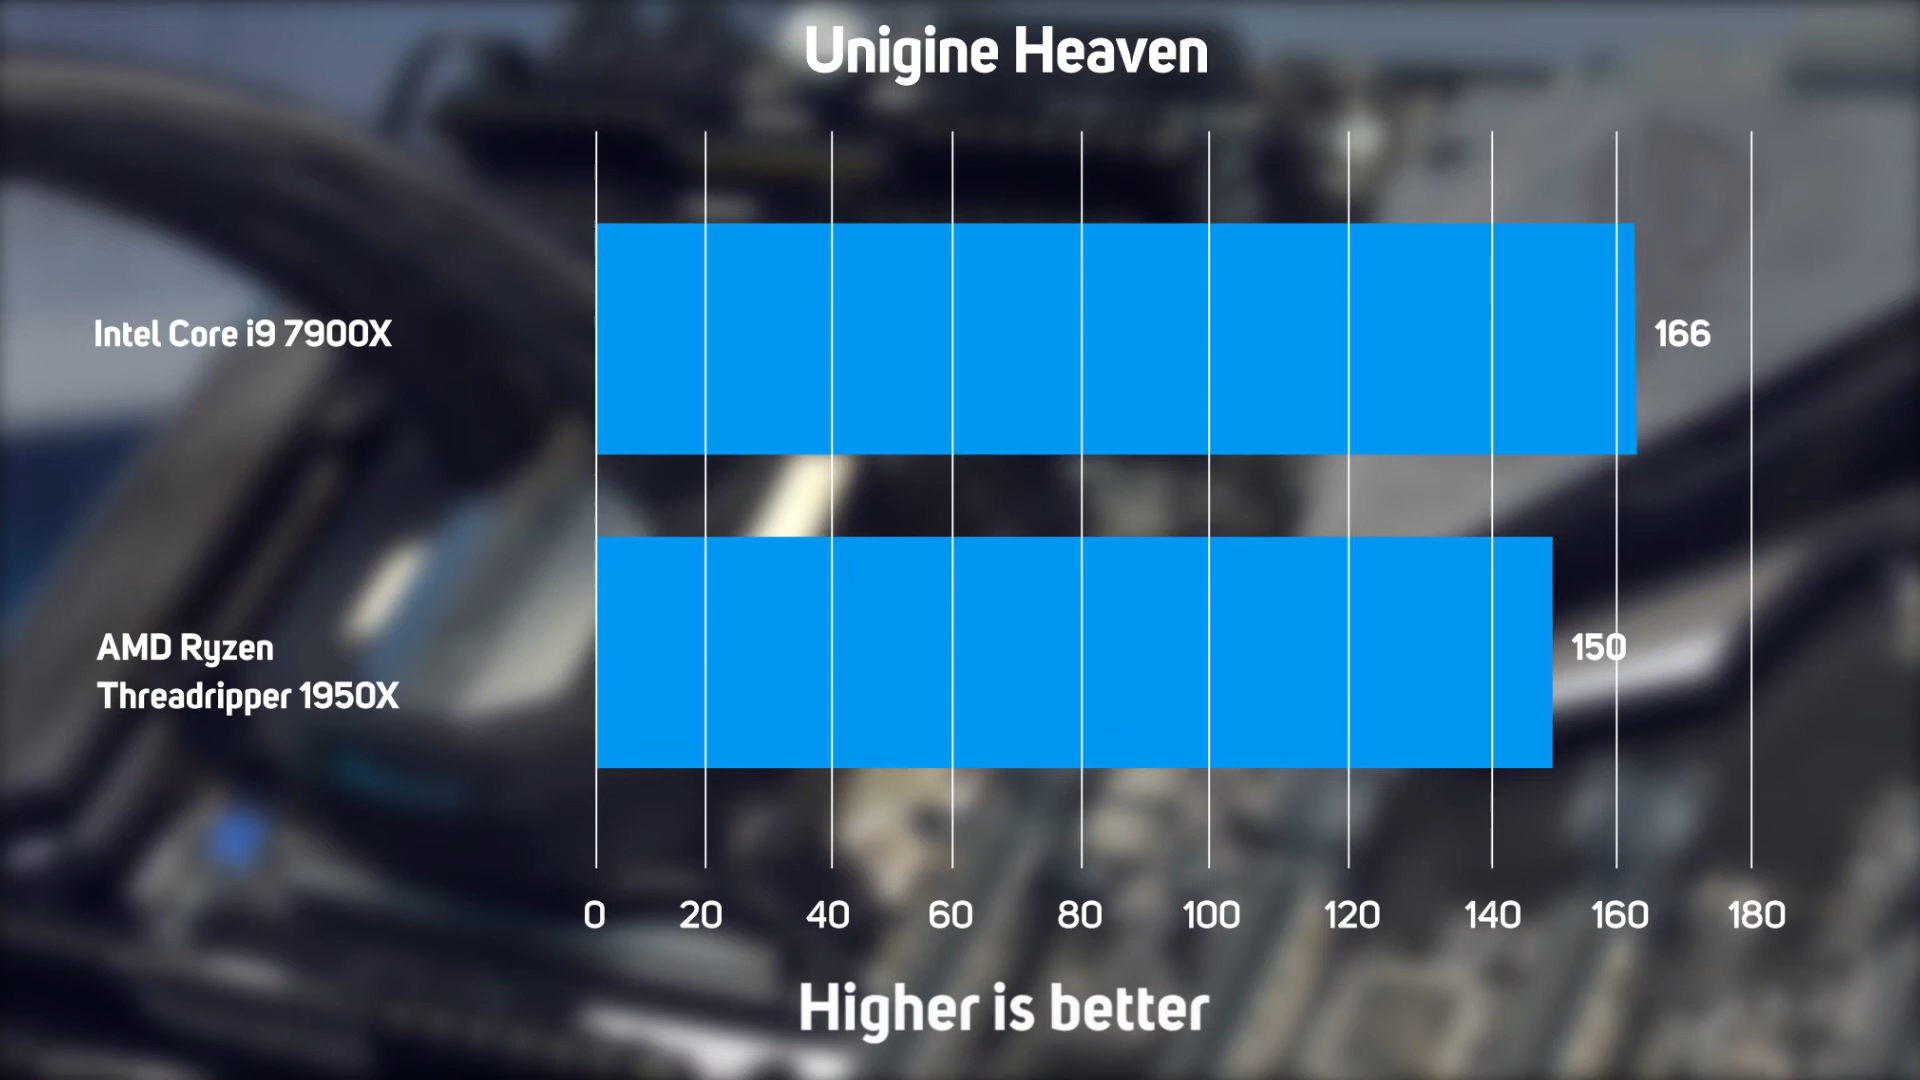 Unigine Heaven
Intel Core i9 7900X
166
AMD Ryzen
Threadripper 1950X
150
0 20 40 60 80 100 120 140 160 180
Higher is better